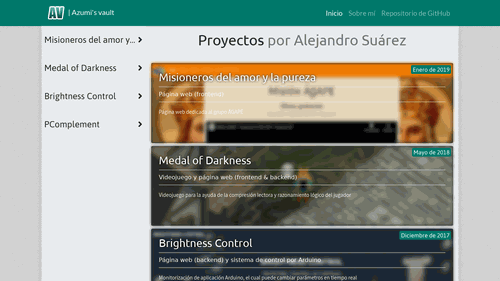 AV | Azumi's vault
Inicio Sobre mí Repositorio de GitHub
Misioneros del amor y...
Medal of Darkness
Brightness Control
PComplement
Proyectos por Alejandro Suárez
Enero de 2019
Misioneros del amor y la pureza
Página web (frontend)
Página web dedicada al grupo ÁGAPE
Mayo de 2018
Medal of Darkness
Videojuego y página web (frontend & backend)
Videojuego para la ayuda de la compresión lectora y razonamiento lógico del jugador
Diciembre de 2017
Brightness Control
Página web (backend) y sistema de control por Arduino
Monitorización de aplicación Arduino, el cual puede cambiar parámetros en tiempo real